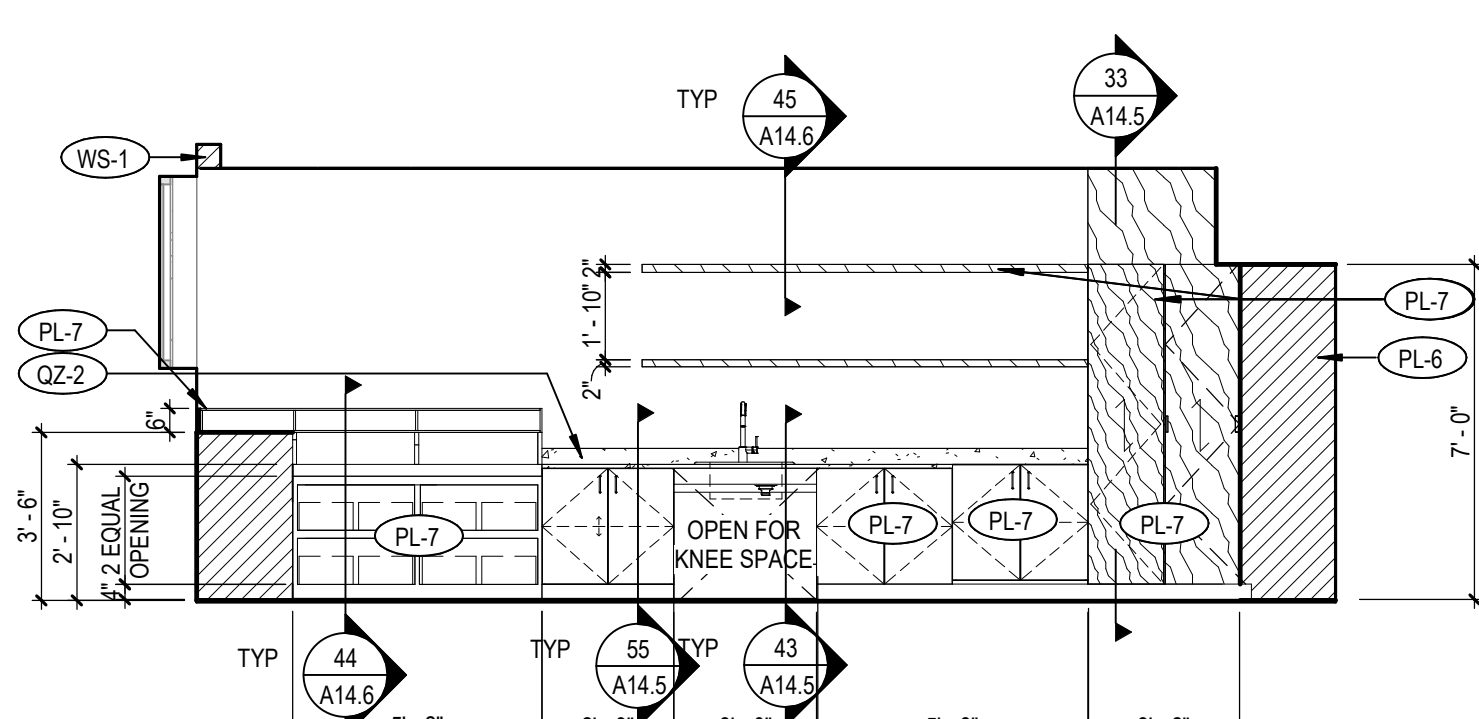 TYP
45
A14.6
33
A14.5
WS-1
PL-7
QZ-2
2"
1' - 10"
2"
PL-7
PL-6
6"
3' - 6"
2' - 10"
4"
2 EQUAL
OPENING
7' - 0"
PL-7
OPEN FOR
KNEE SPACE
PL-7
PL-7
PL-7
TYP
44
A14.6
TYP
55
A14.5
TYP
43
A14.5